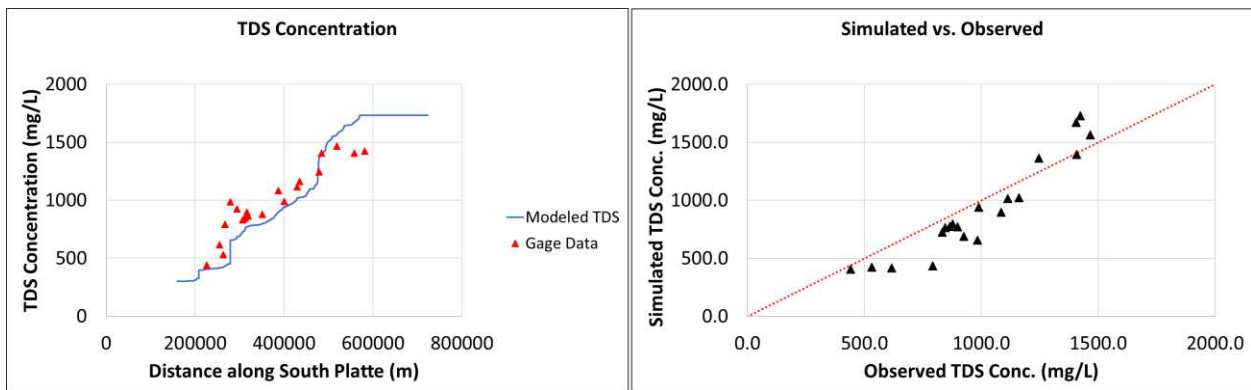 TDS Concentration
TDS Concentration (mg/L)
2000
1500
1000
500
0
0 200000 400000 600000 800000
Distance along South Platte (m)
Modeled TDS
Gage Data
Simulated vs. Observed
Simulated TDS Conc. (mg/L)
2000.0
1500.0
1000.0
500.0
0.0
0.0 500.0 1000.0 1500.0 2000.0
Observed TDS Conc. (mg/L)